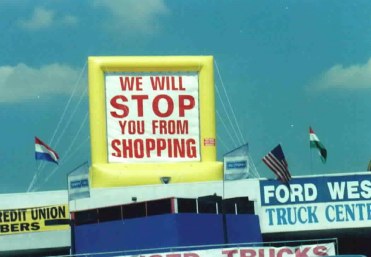 WE WILL
STOP
YOU FROM
SHOPPING
FORD WES
TRUCK CENT
REDIT UNION
BERS
TRUCKS